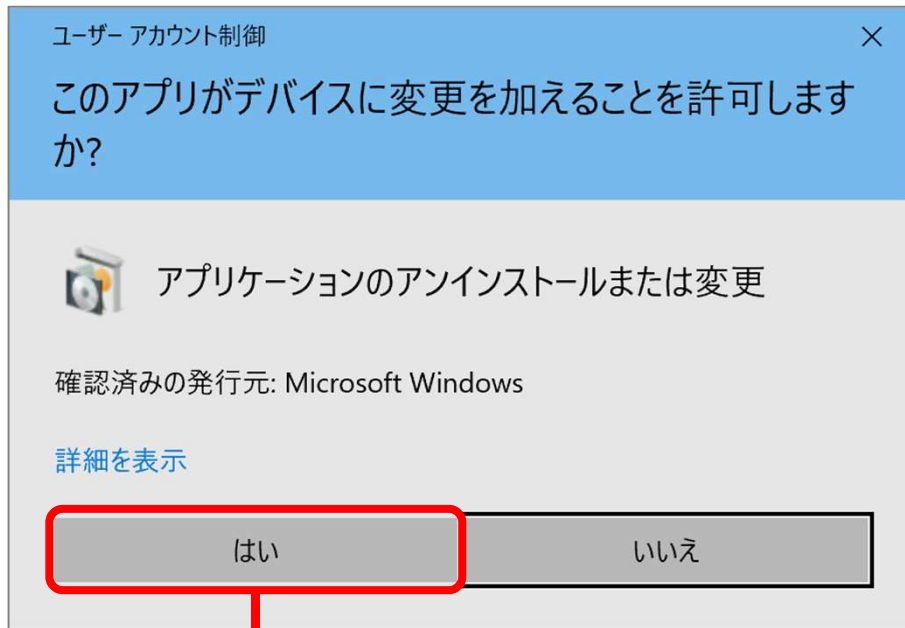 ユーザー アカウント制御
このアプリがデバイスに変更を加えることを許可します
か?
アプリケーションのアンインストールまたは変更
確認済みの発行元: Microsoft Windows
詳細を表示
はい
いいえ